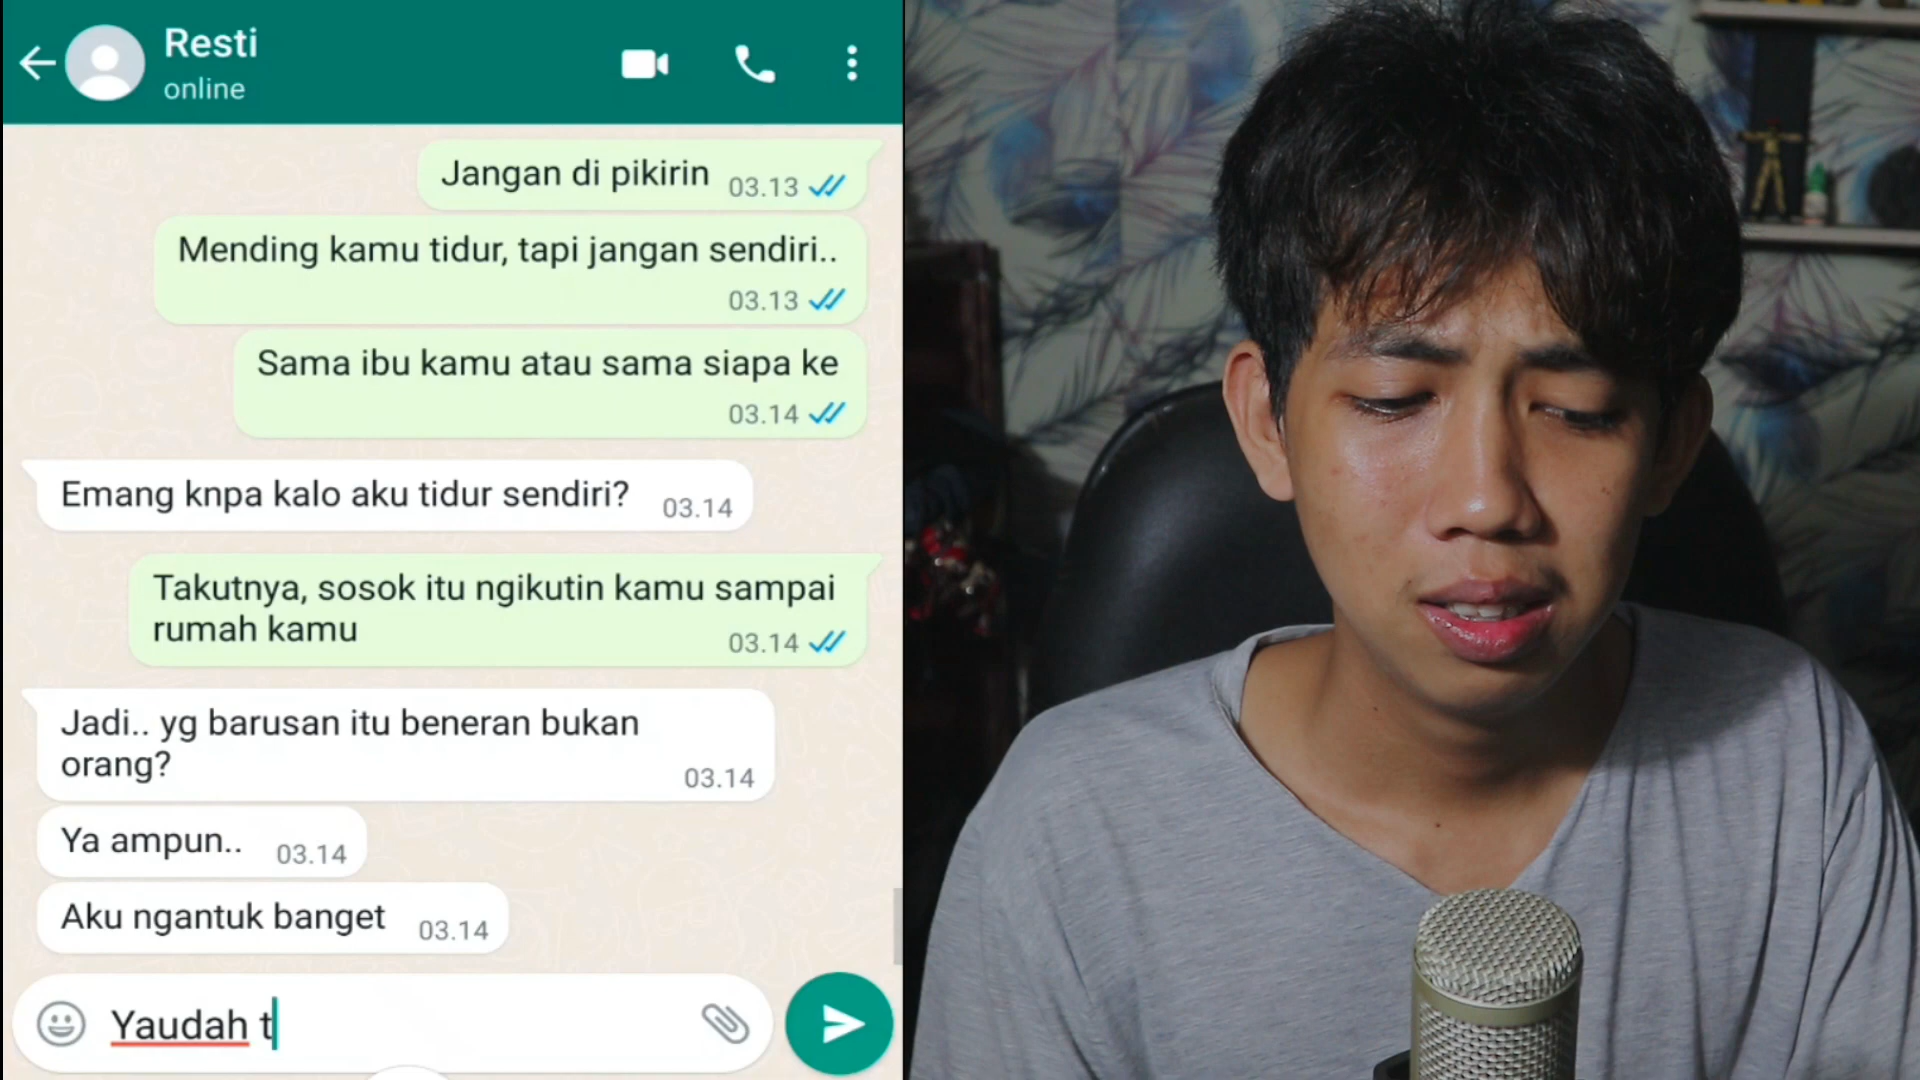 Resti
online
Jangan di pikirin 03.13
Mending kamu tidur, tapi jangan sendiri..
03.13
Sama ibu kamu atau sama siapa ke
03.14
Emang knpa kalo aku tidur sendiri? 03.14
Takutnya, sosok itu ngikutin kamu sampai
rumah kamu 03.14
Jadi.. yg barusan itu beneran bukan
orang? 03.14
Ya ampun.. 03.14
Aku ngantuk banget 03.14
Yaudah t